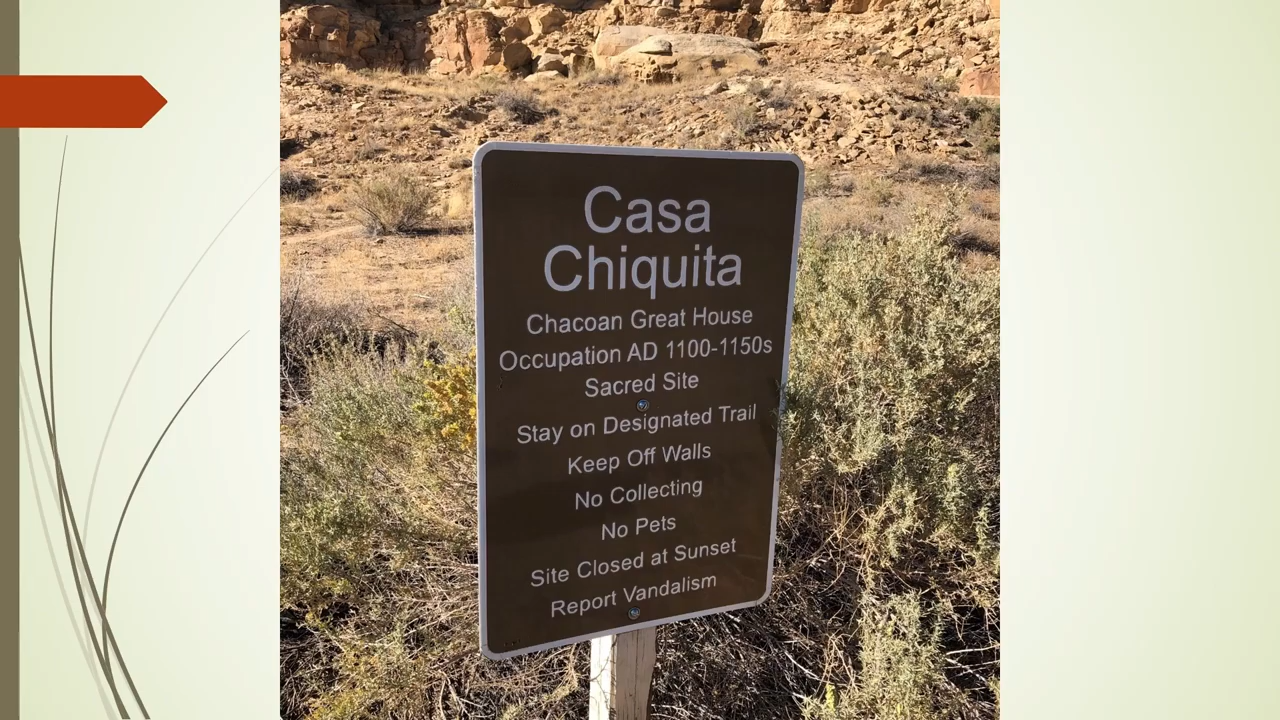 Casa
Chiquita
Chacoan Great House
Occupation AD 1100-1150s
Sacred Site
Stay on Designated Trail
Keep Off Walls
No Collecting
No Pets
Site Closed at Sunset
Report Vandalism